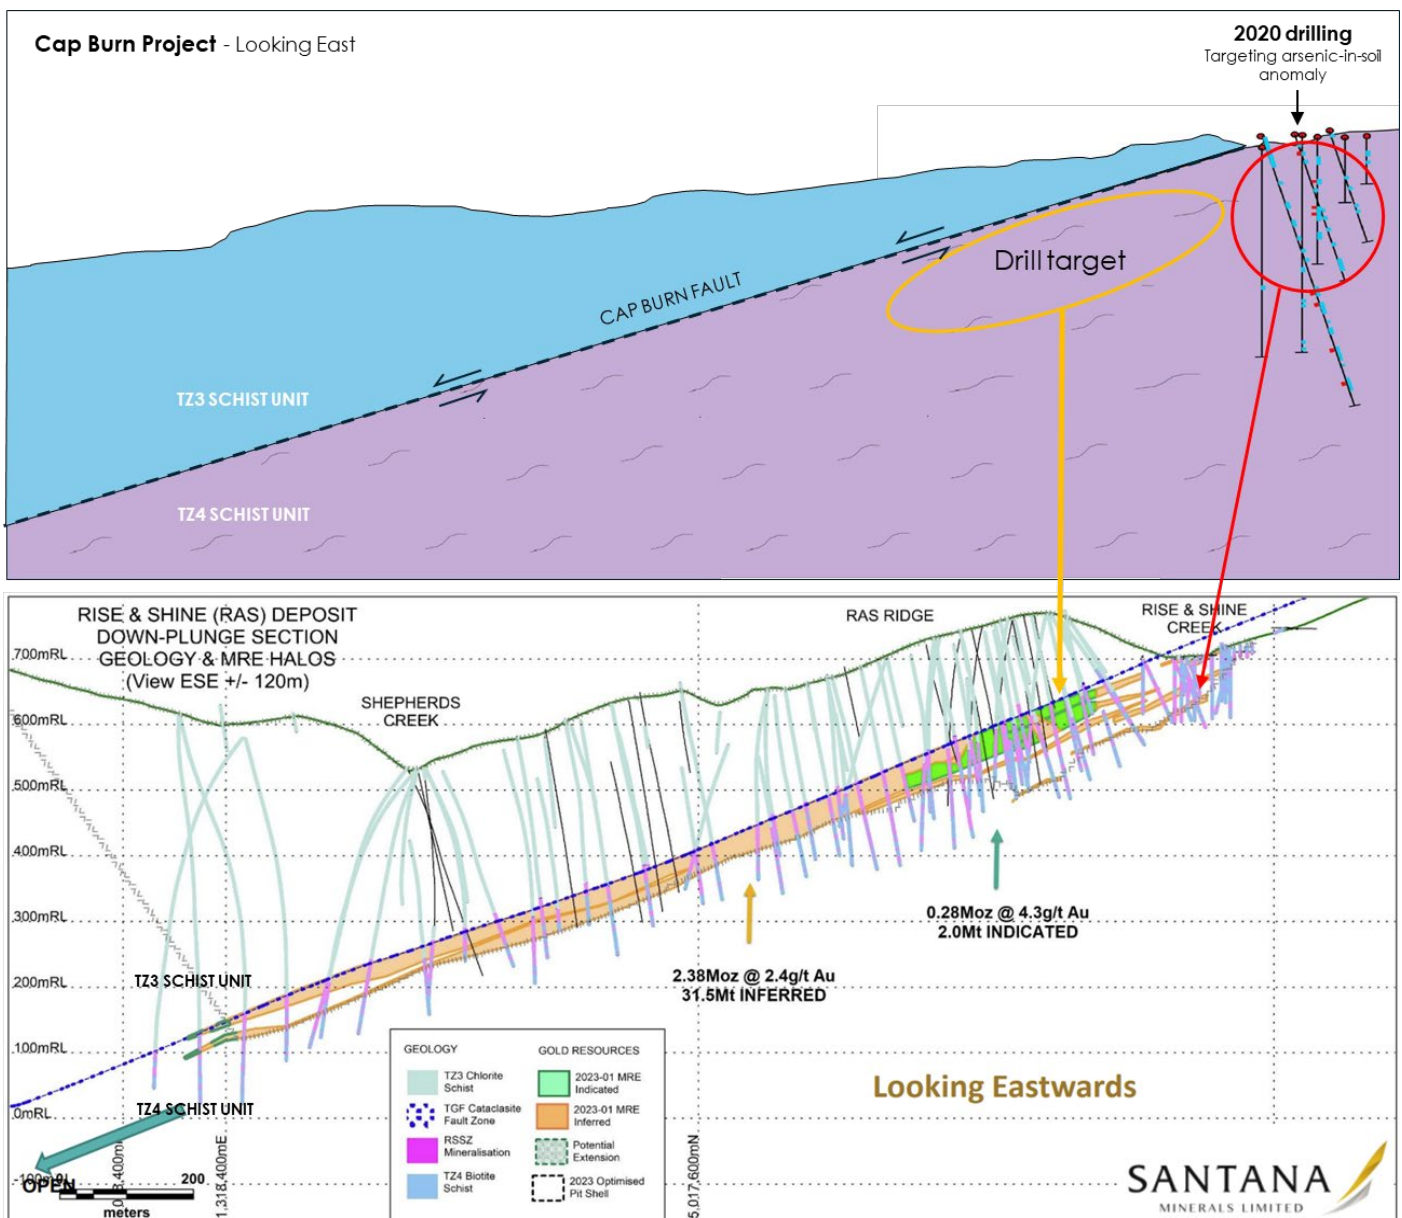 Cap Burn Project - Looking East
2020 drilling
Targeting arsenic-in-soil
anomaly
Drill target
CAP BURN FAULT
TZ3 SCHIST UNIT
TZ4 SCHIST UNIT
RISE & SHINE (RAS) DEPOSIT
DOWN-PLUNGE SECTION
GEOLOGY & MRE HALOS
(View ESE +/- 120m)
RAS RIDGE
RISE & SHINE
CREEK
SHEPHERDS
CREEK
700mRL
600mRL
500mRL
400mRL
300mRL
200mRL
100mRL
0mRL
-100mRL
0.28Moz @ 4.3g/t Au
2.0Mt INDICATED
2.38Moz @ 2.4g/t Au
31.5Mt INFERRED
TZ3 SCHIST UNIT
TZ4 SCHIST UNIT
GEOLOGY
TZ3 Chlorite
Schist
TGF Cataclasite
Fault Zone
RSSZ
Mineralisation
TZ4 Biotite
Schist
GOLD RESOURCES
2023-01 MRE
Indicated
2023-01 MRE
Inferred
Potential
Extension
2023 Optimised
Pit Shell
Looking Eastwards
OPEN
0
200
meters
1,318,400mE
5,017,600mN
SANTANA
MINERALS LIMITED